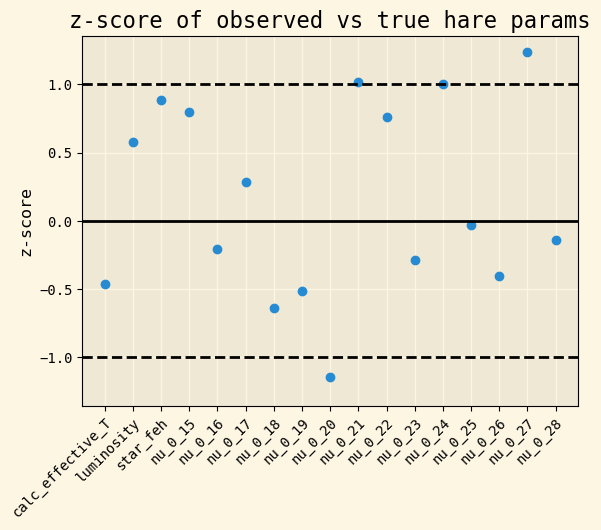 z-score of observed vs true hare params
z-score
1.0
0.5
0.0
−0.5
−1.0
calc_effective_T
luminosity
star_feh
nu_0_15
nu_0_16
nu_0_17
nu_0_18
nu_0_19
nu_0_20
nu_0_21
nu_0_22
nu_0_23
nu_0_24
nu_0_25
nu_0_26
nu_0_27
nu_0_28